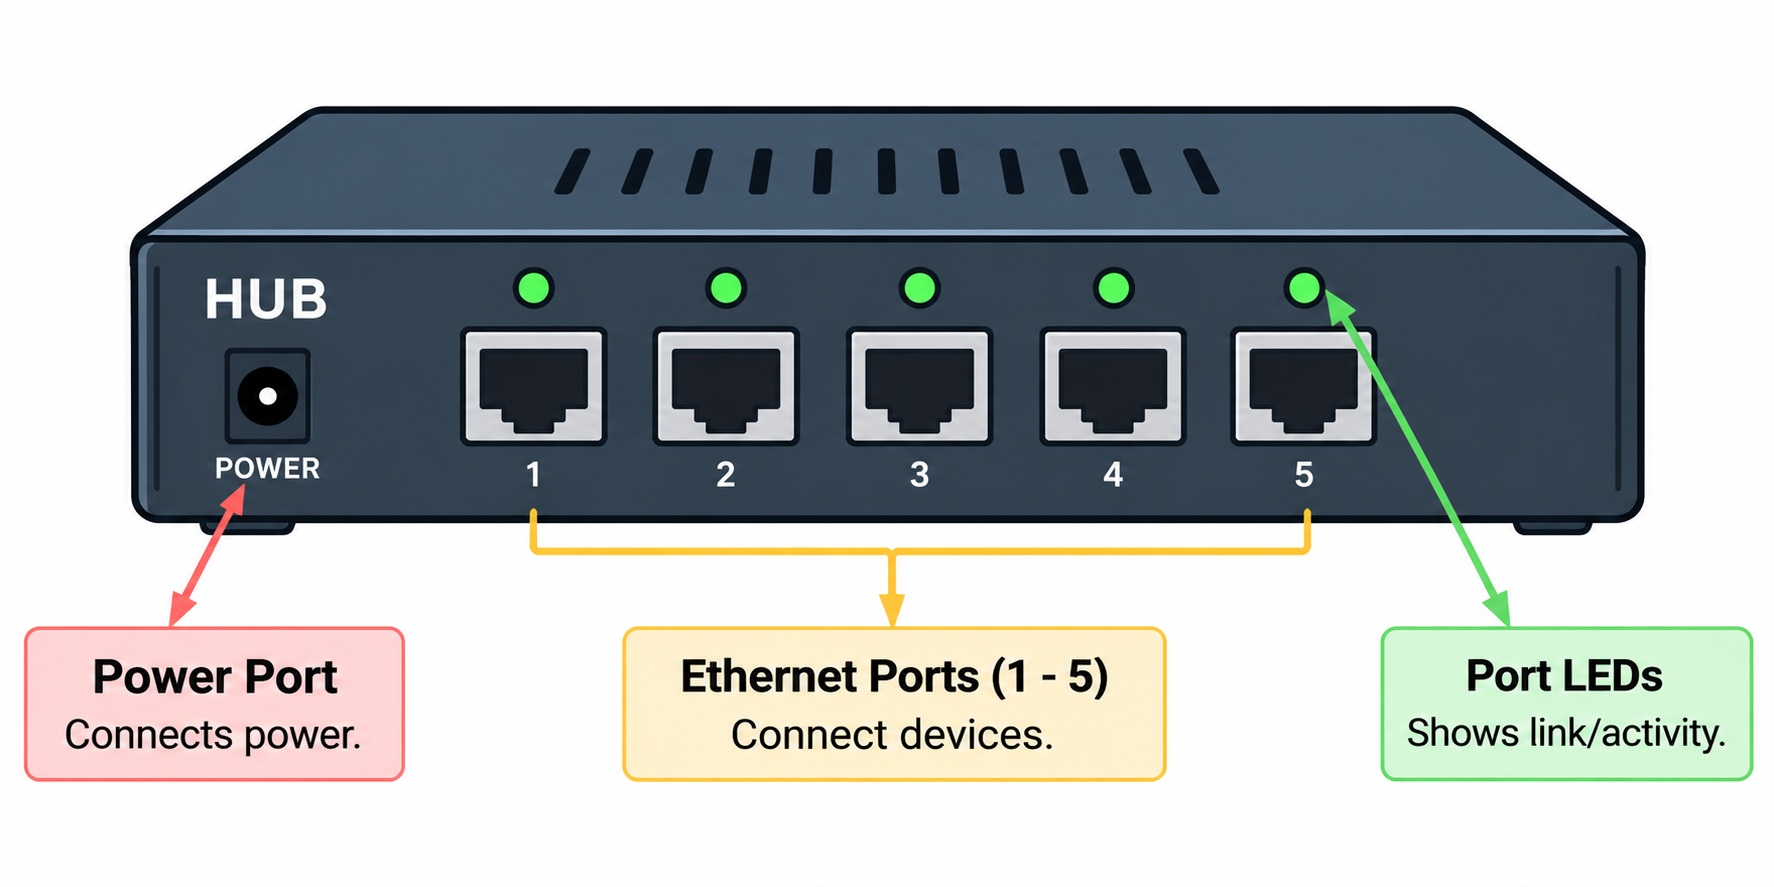 HUB
POWER
1
2
3
4
5
Power Port
Connects power.
Ethernet Ports (1 - 5)
Connect devices.
Port LEDs
Shows link/activity.